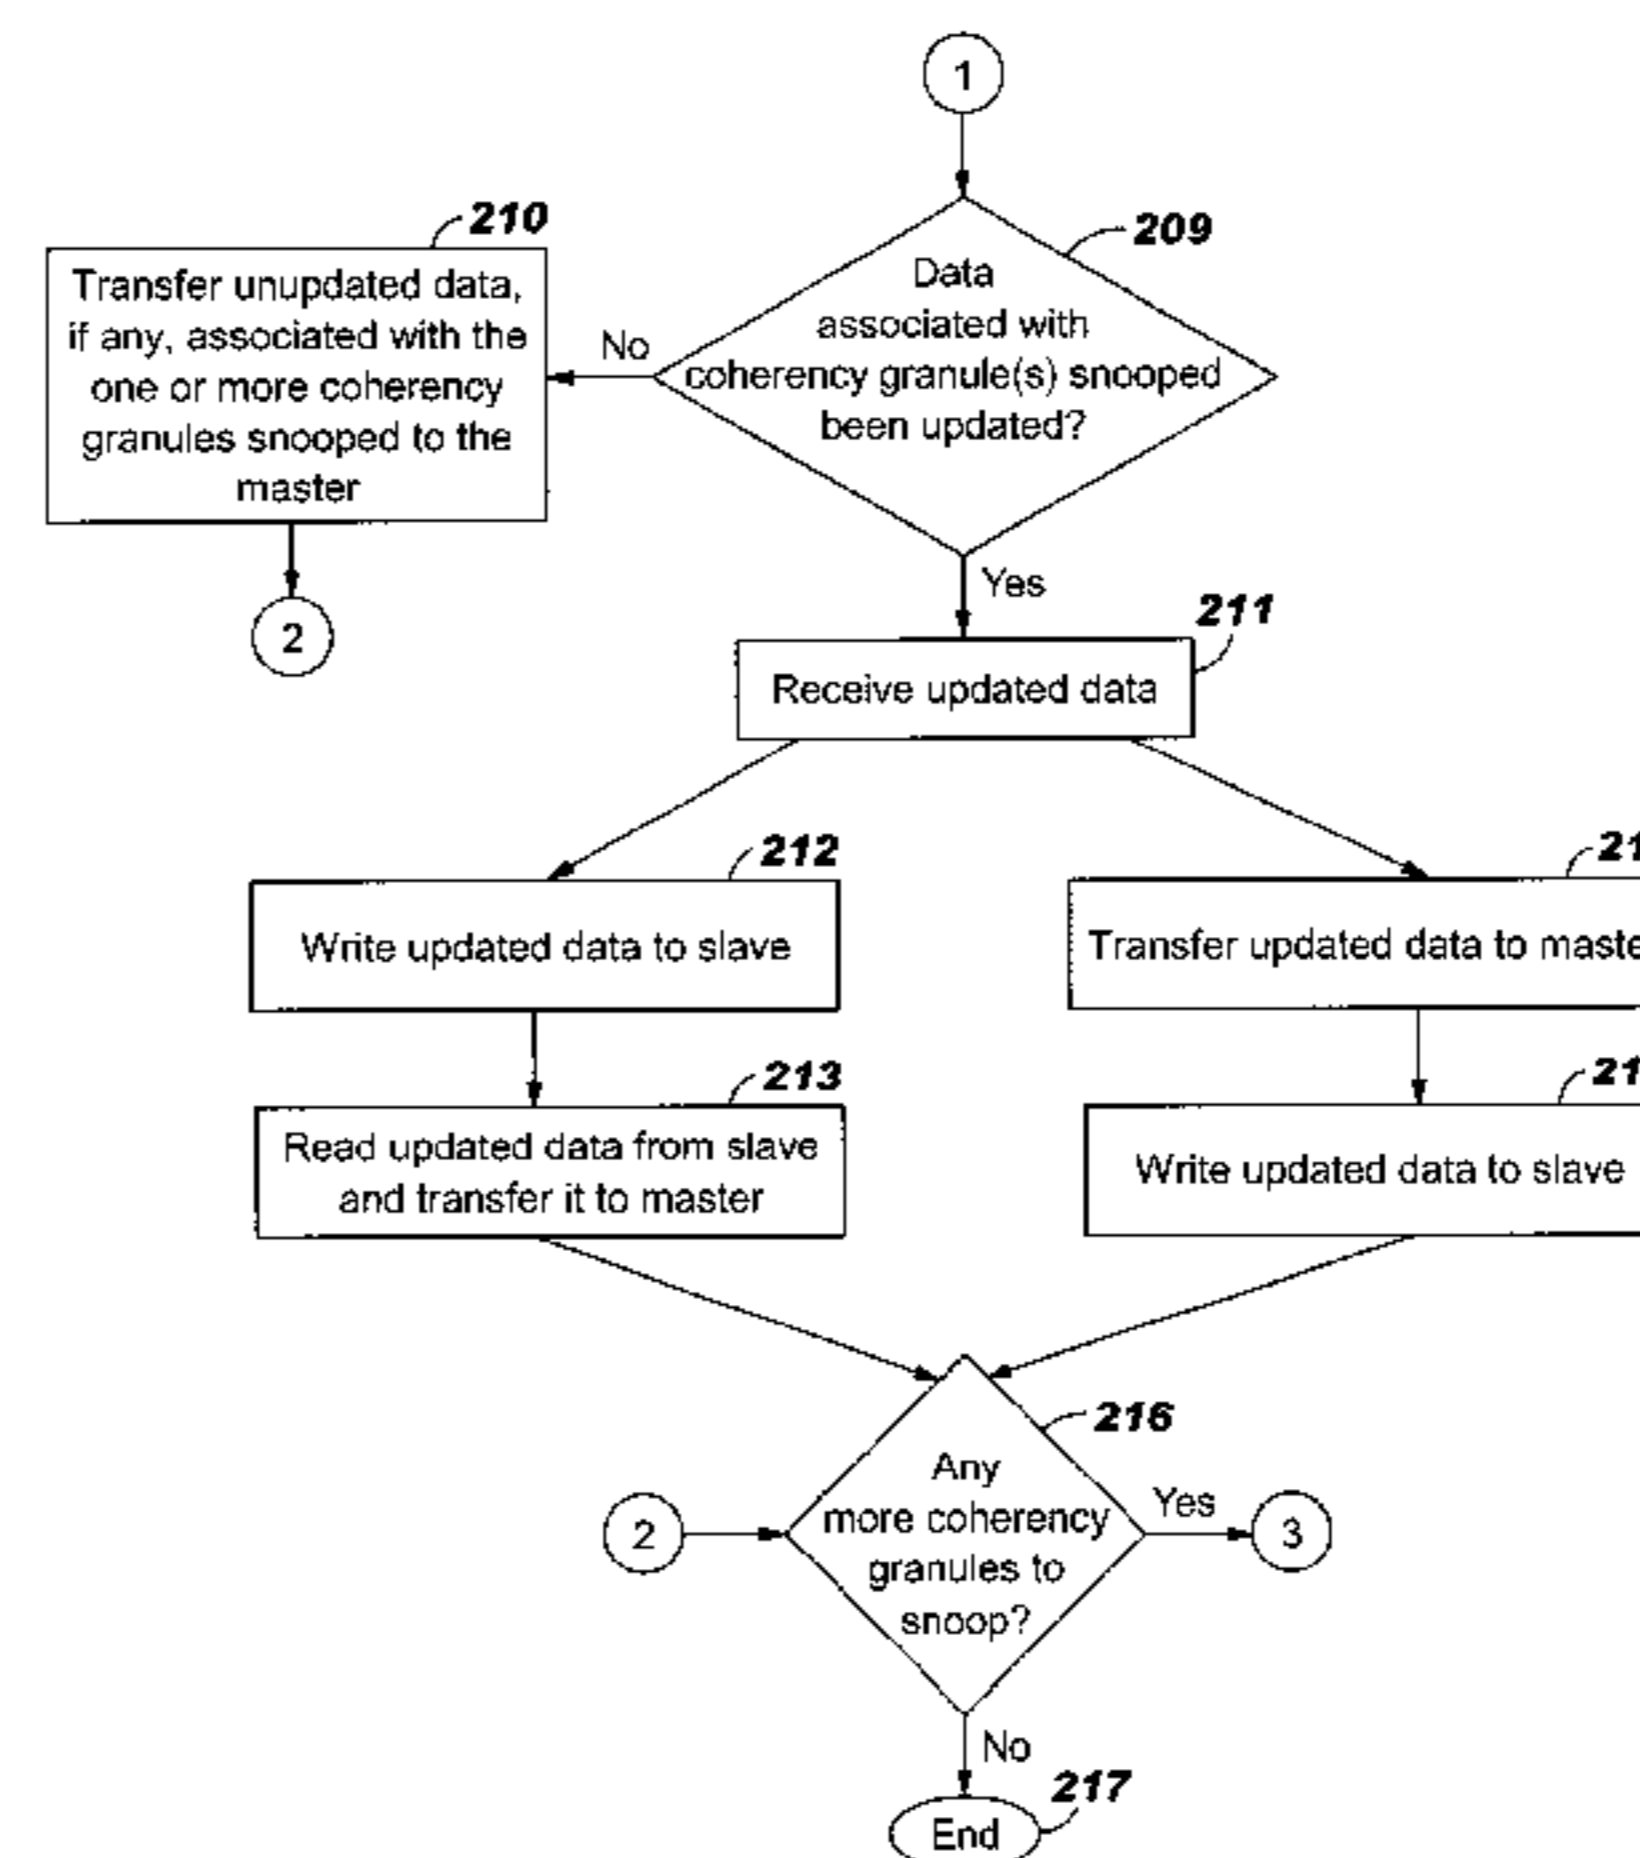 1
210
209
Transfer unupdated data,
if any, associated with the
one or more coherency
granules snooped to the
master
No
Data
associated with
coherency granule(s) snooped
been updated?
2
Yes
211
Receive updated data
212
Write updated data to slave
Transfer updated data to
213
Read updated data from slave
and transfer it to master
Write updated data to slave
216
2
Any
more coherency
granules to
snoop?
Yes
3
No
217
End